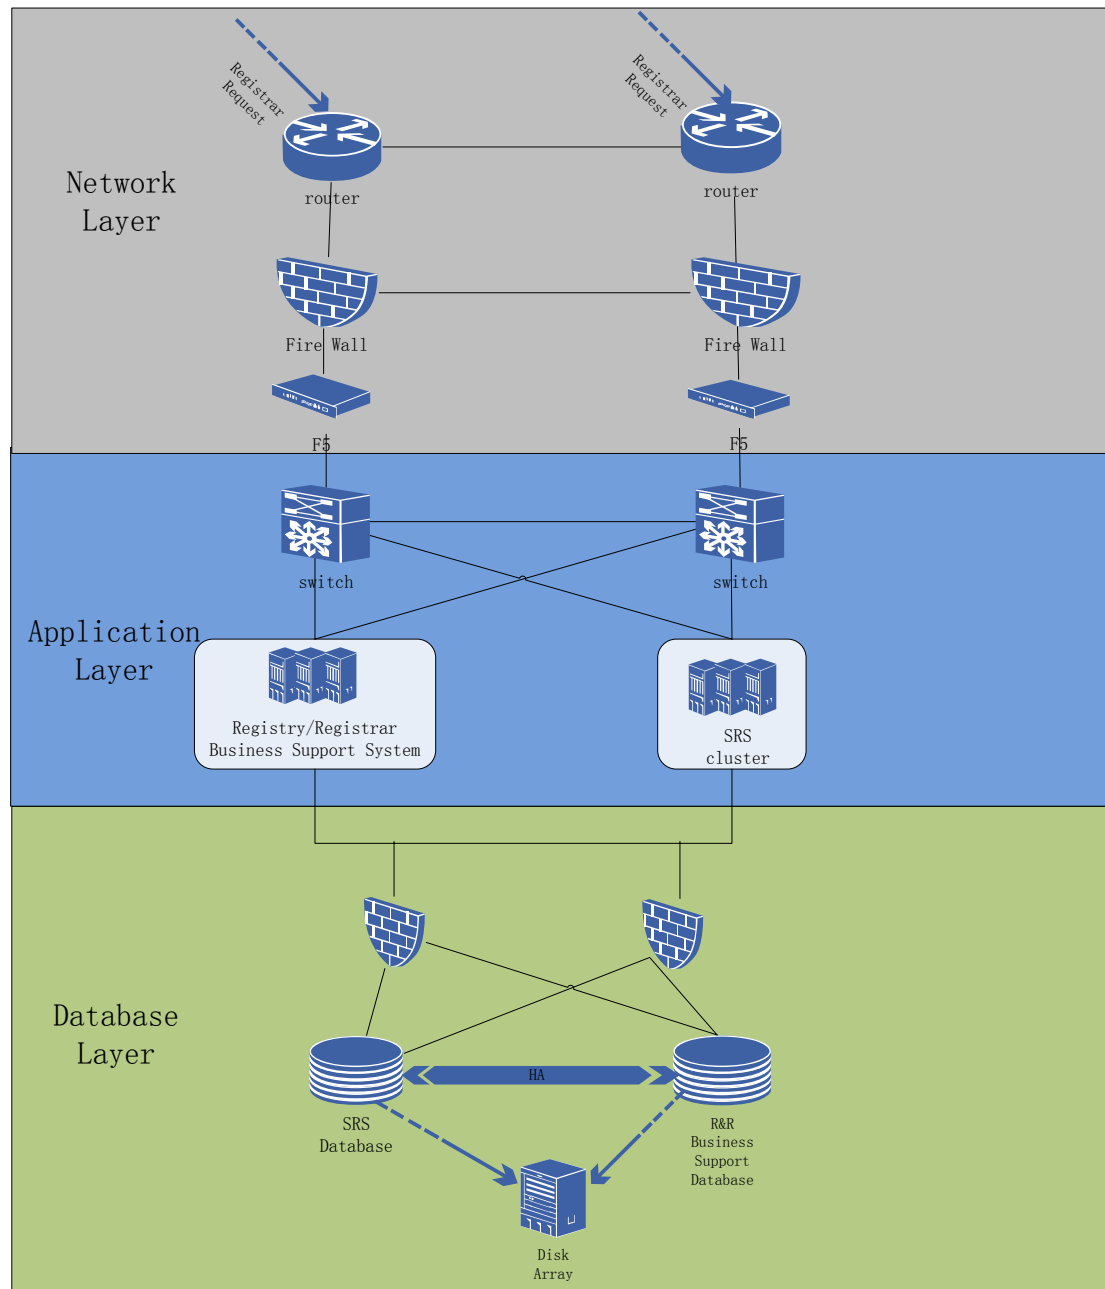 Registrar
Request
Registrar
Request
router
router
Network
Layer
Fire Wall
Fire Wall
F5
F5
switch
switch
Application
Layer
Registry/Registrar
Business Support System
SRS
cluster
Database
Layer
HA
SRS
Database
R&R
Business
Support
Database
Disk
Array